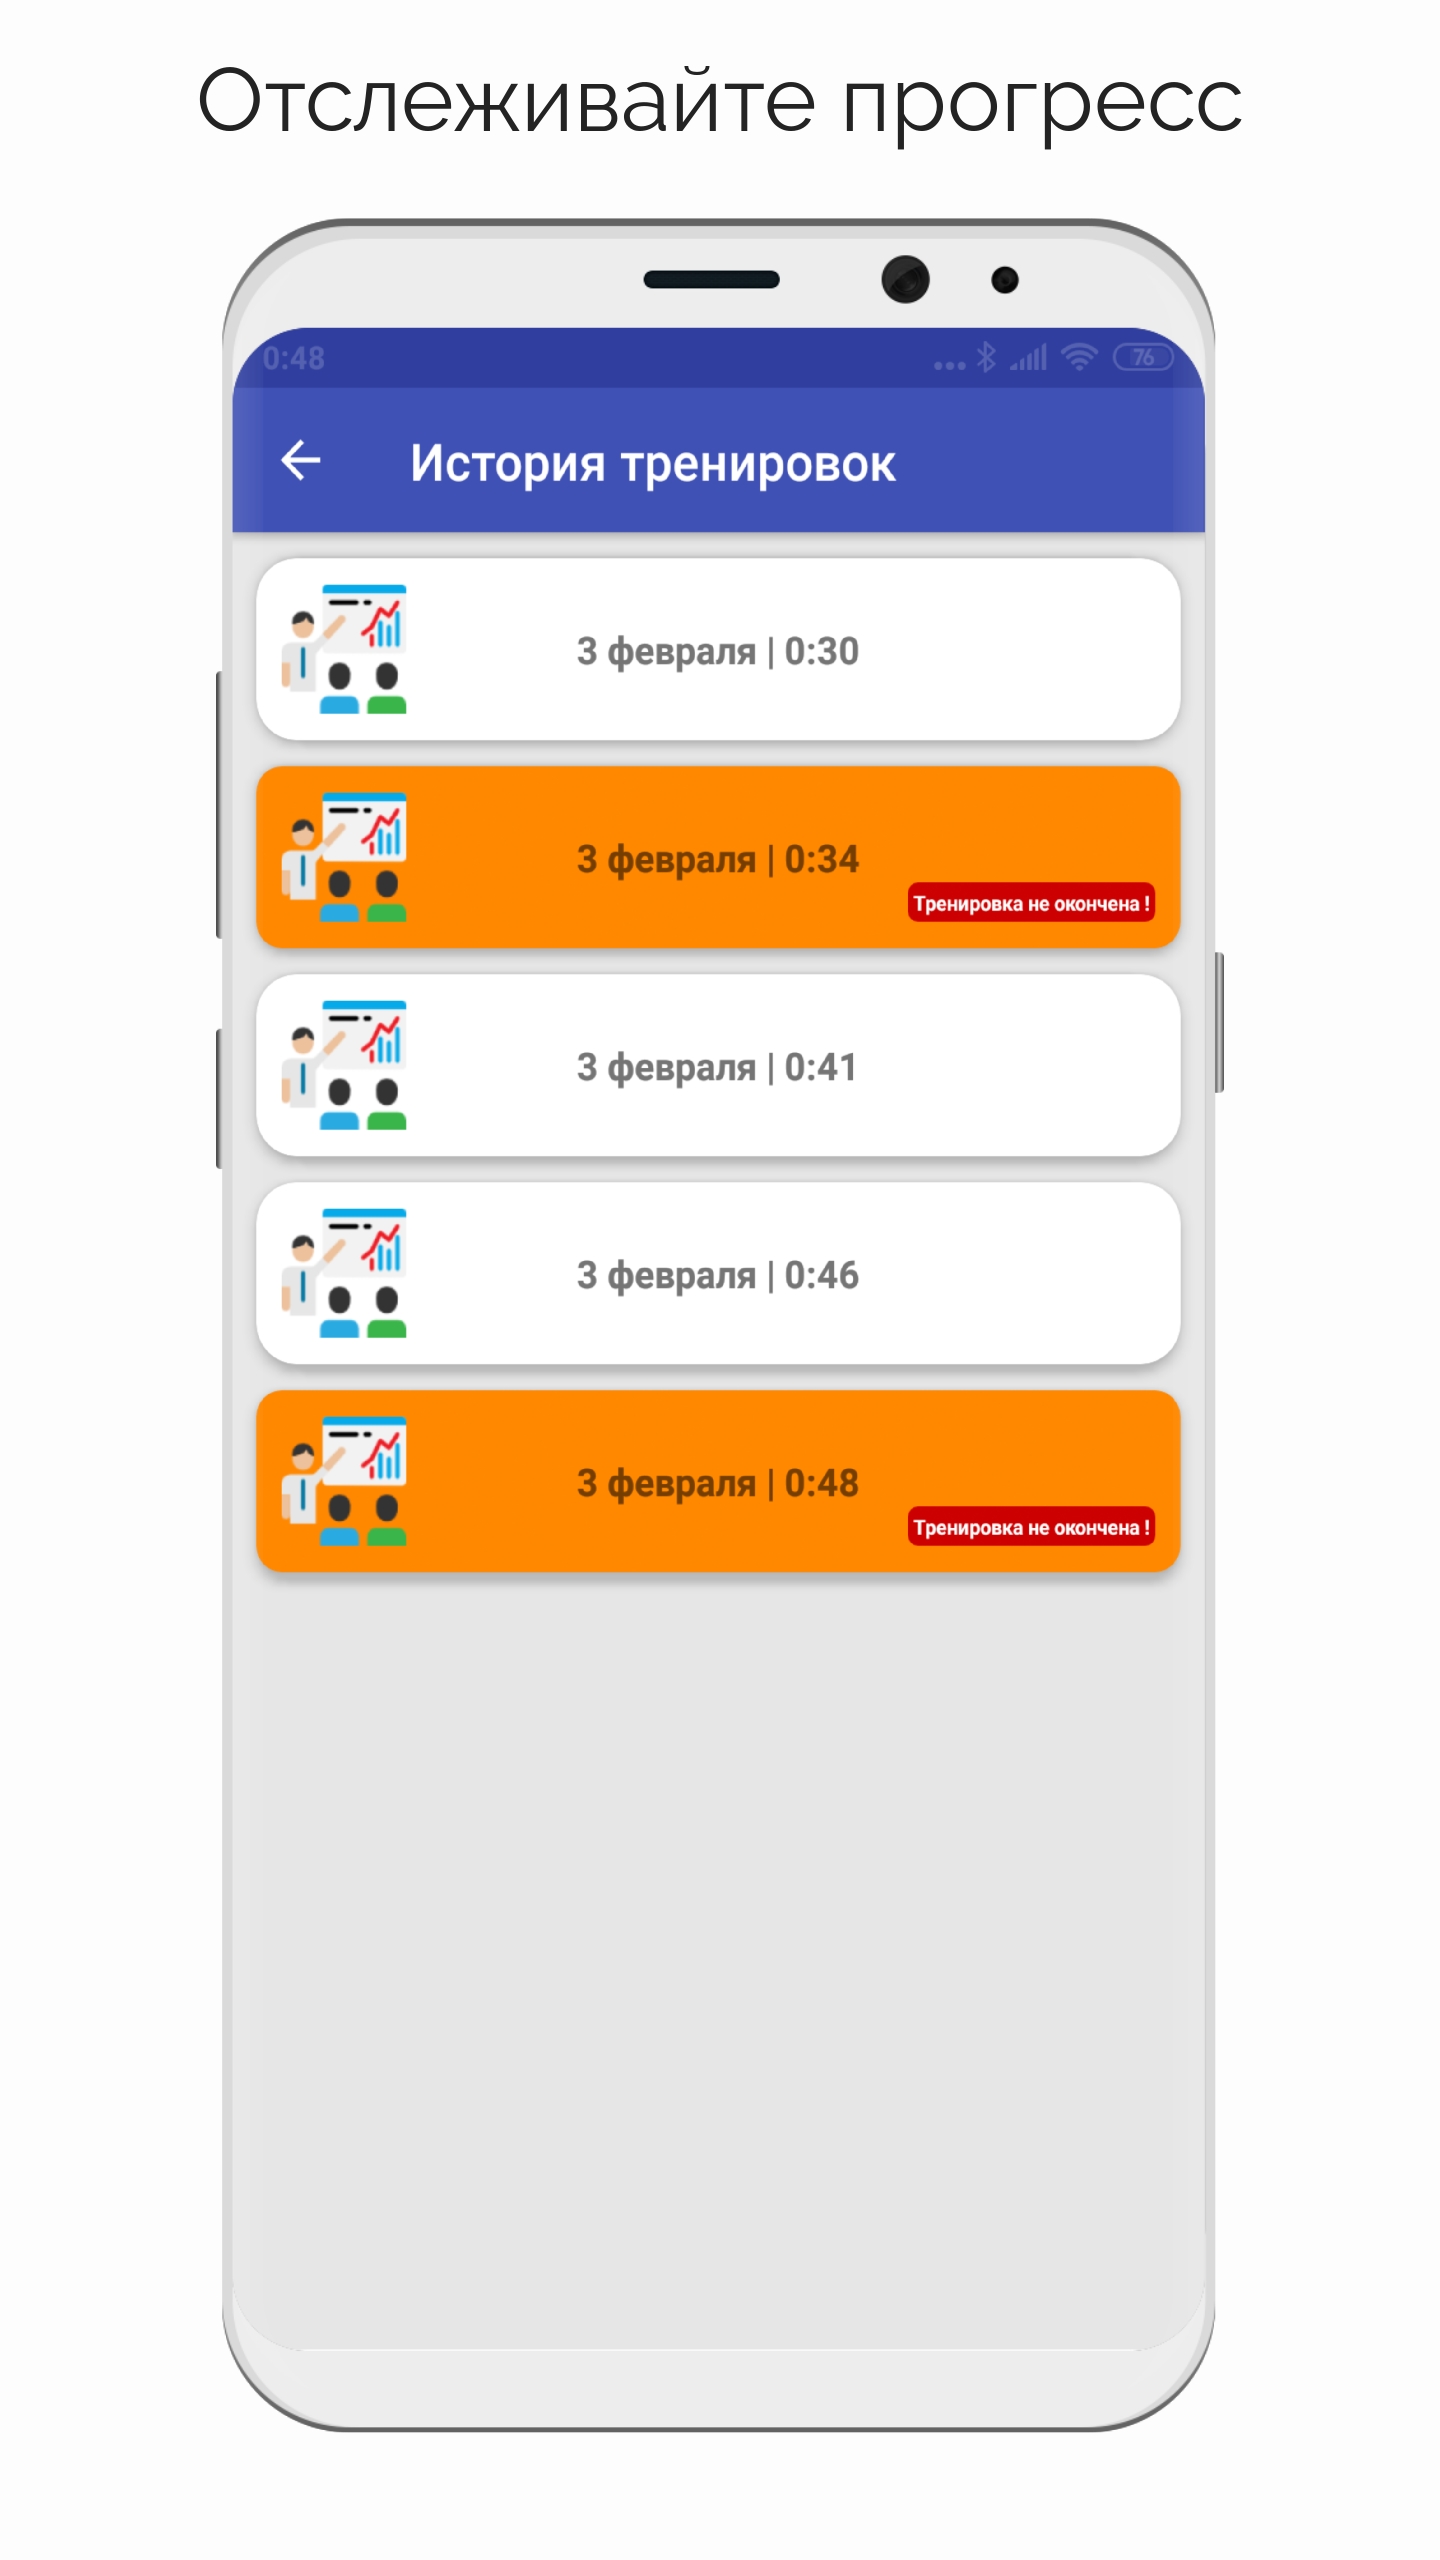 Отслеживайте прогресс
0:48
76
История тренировок
3 февраля | 0:30
3 февраля | 0:34
Тренировка не окончена !
3 февраля | 0:41
3 февраля | 0:46
3 февраля | 0:48
Тренировка не окончена !